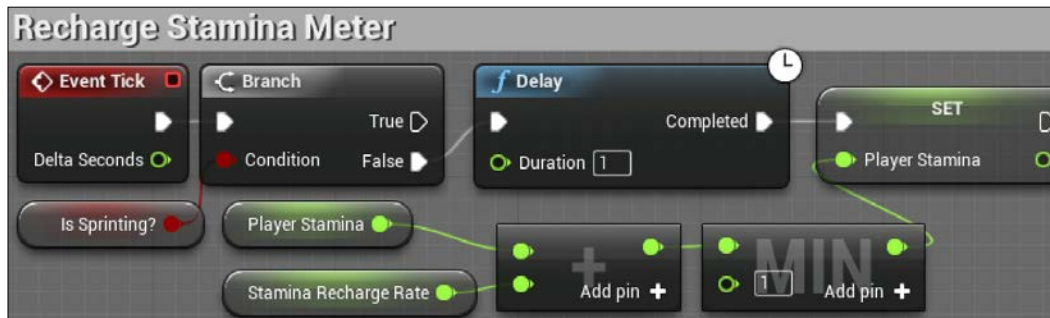 Recharge Stamina Meter
Event Tick
Branch
f Delay
SET
True
Completed
Delta Seconds
Condition
False
Duration 1
Player Stamina
Is Sprinting?
Player Stamina
+
MIN
Stamina Recharge Rate
Add pin +
1
Add pin +